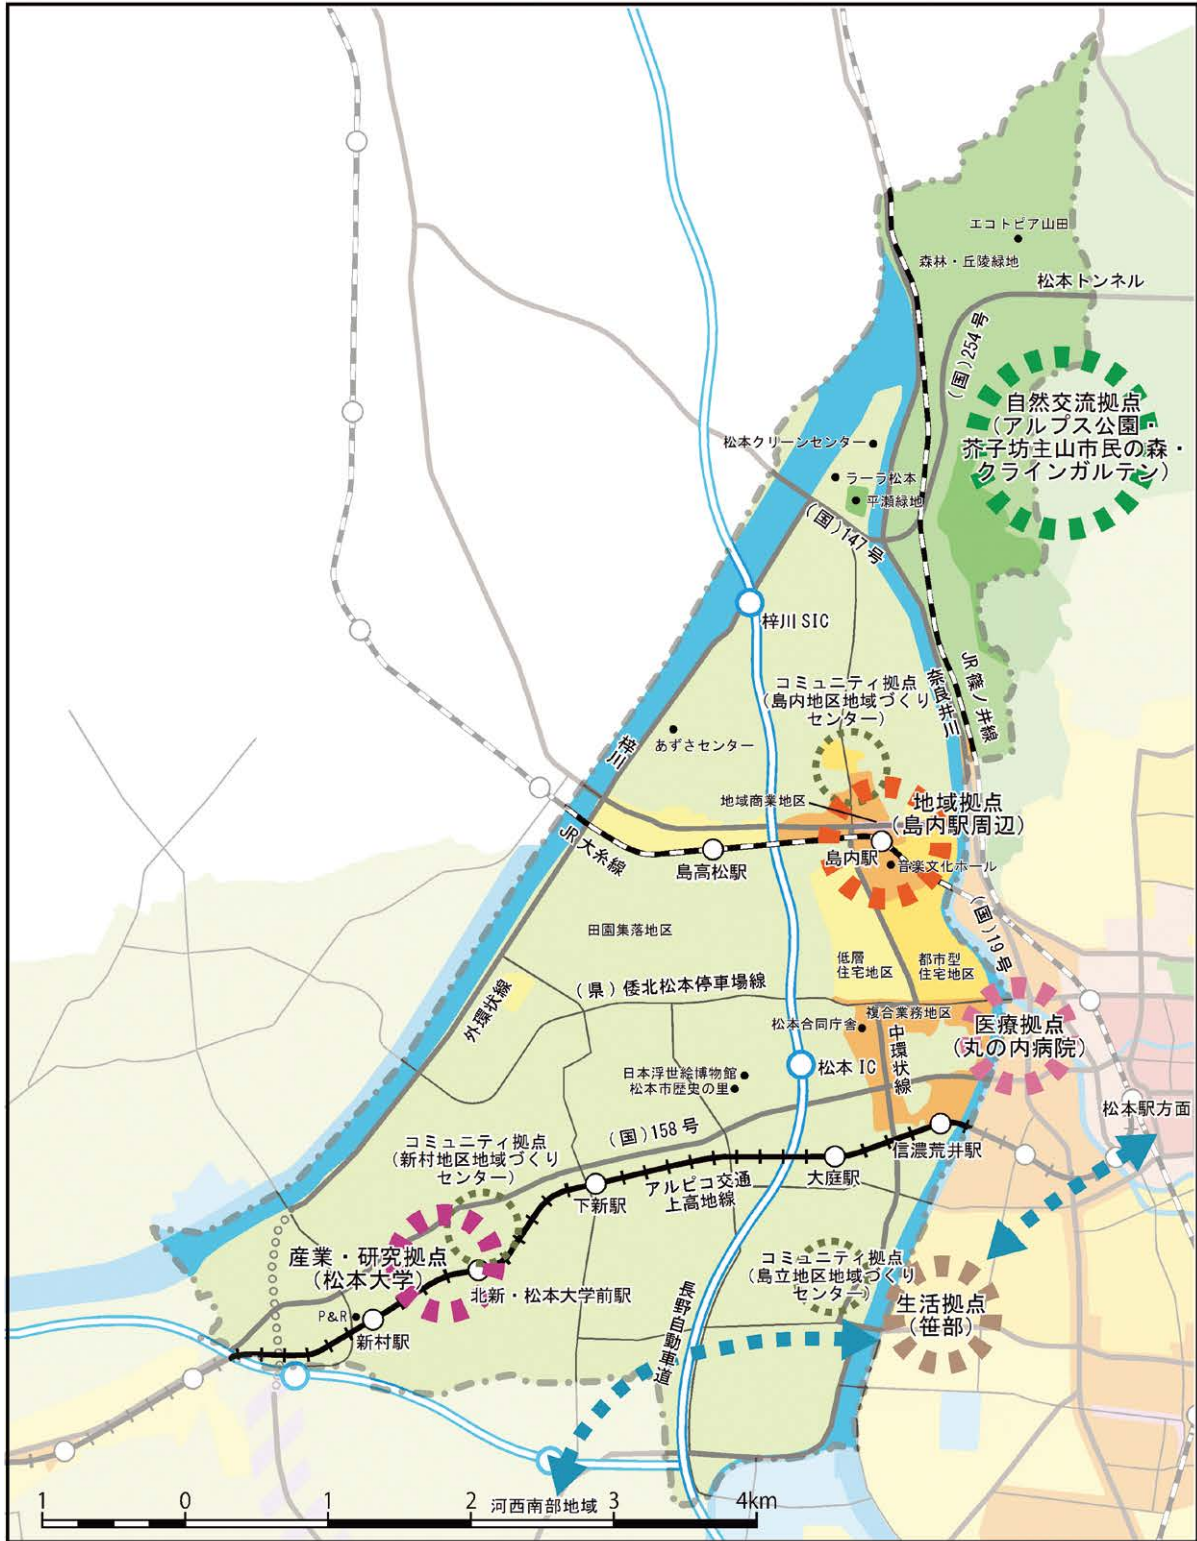 エコトピア山田
森林・丘陵緑地
松本トンネル
(国)254号
自然交流拠点
(アルプス公園・
芥子坊主山市民の森・
クラインガルテン)
松本クリーンセンター
ラーラ松本
平瀬緑地
(国)147号
梓川 SIC
JR篠ノ井線
奈良井川
コミュニティ拠点
(島内地区地域づくり
センター)
あずさセンター
梓川
地域商業地区
地域拠点
(島内駅周辺)
JR大糸線
島高松駅
島内駅
音楽文化ホール
(国)19号
田園集落地区
低層
住宅地区
都市型
住宅地区
(県)倭北松本停車場線
外環状線
複合業務地区
松本合同庁舎
医療拠点
(丸の内病院)
中環状線
松本 IC
日本浮世絵博物館
松本市歴史の里
松本駅方面
(国)158号
信濃荒井駅
コミュニティ拠点
(新村地区地域づくり
センター)
大庭駅
下新駅
アルピコ交通
上高地線
産業・研究拠点
(松本大学)
コミュニティ拠点
(島立地区地域づくり
センター)
北新・松本大学前駅
生活拠点
(笹部)
P&R
新村駅
長野自動車道
河西南部地域
1 0 1 2 3 4km